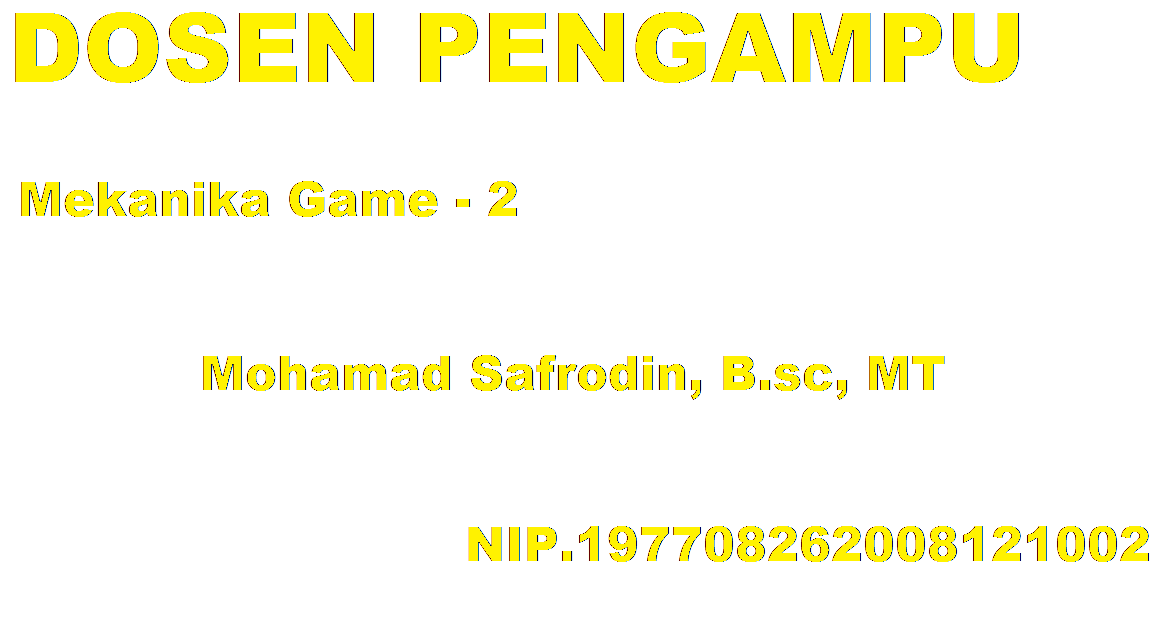 DOSEN PENGAMPU
Mekanika Game - 2
Mohamad Safrodin, B.sc, MT
NIP.197708262008121002